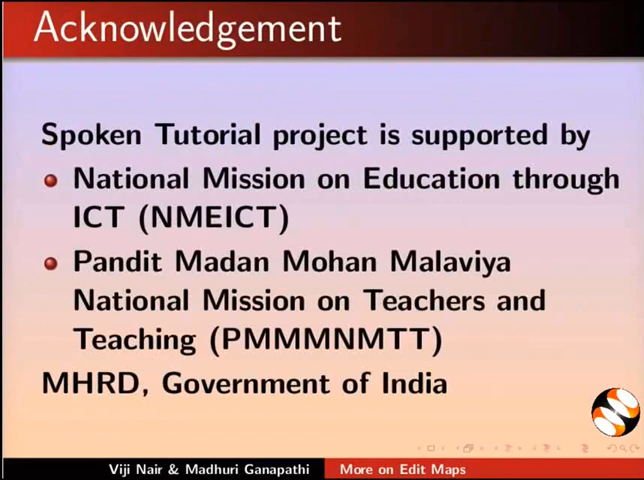 Acknowledgement
Spoken Tutorial project is supported by
National Mission on Education through
ICT (NMEICT)
Pandit Madan Mohan Malaviya
National Mission on Teachers and
Teaching (PMMMNMTT)
MHRD, Government of India
Viji Nair & Madhuri Ganapathi More on Edit Maps